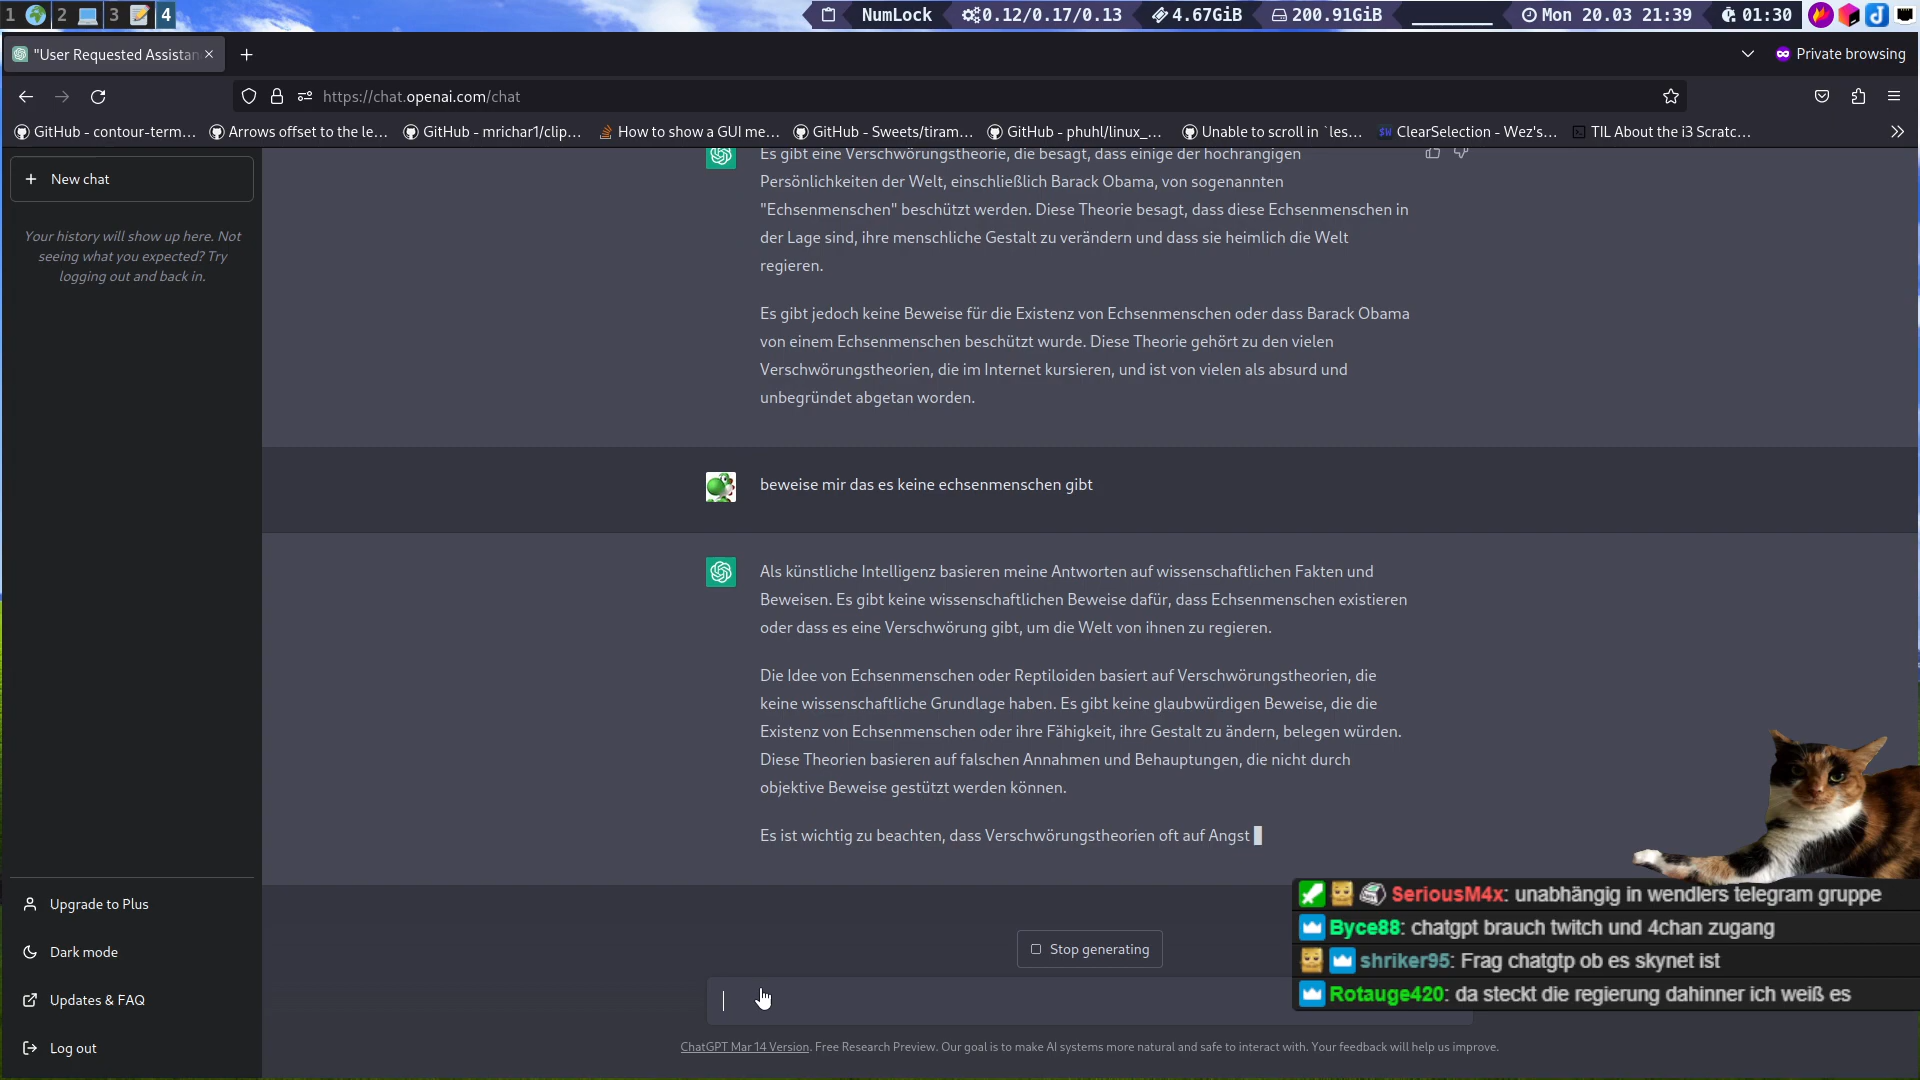 1 2 3 4 NumLock 0.12/0.17/0.13 4.67GiB 200.91GiB Mon 20.03 21:39 01:30
"User Requested Assistan Private browsing
https://chat.openai.com/chat
GitHub - contour-term... Arrows offset to the le... GitHub - mrichar1/clip... How to show a GUI me... GitHub - Sweets/tiram... GitHub - phuhl/linux_... Unable to scroll in `les... ClearSelection - Wez's... TIL About the i3 Scratc...
New chat
Your history will show up here. Not
seeing what you expected? Try
logging out and back in.
Es gibt eine Verschwörungstheorie, die besagt, dass einige der hochrangigen
Persönlichkeiten der Welt, einschließlich Barack Obama, von sogenannten
"Echsenmenschen" beschützt werden. Diese Theorie besagt, dass diese Echsenmenschen in
der Lage sind, ihre menschliche Gestalt zu verändern und dass sie heimlich die Welt
regieren.
Es gibt jedoch keine Beweise für die Existenz von Echsenmenschen oder dass Barack Obama
von einem Echsenmenschen beschützt wurde. Diese Theorie gehört zu den vielen
Verschwörungstheorien, die im Internet kursieren, und ist von vielen als absurd und
unbegründet abgetan worden.
beweise mir das es keine echsenmenschen gibt
Als künstliche Intelligenz basieren meine Antworten auf wissenschaftlichen Fakten und
Beweisen. Es gibt keine wissenschaftlichen Beweise dafür, dass Echsenmenschen existieren
oder dass es eine Verschwörung gibt, um die Welt von ihnen zu regieren.
Die Idee von Echsenmenschen oder Reptiloiden basiert auf Verschwörungstheorien, die
keine wissenschaftliche Grundlage haben. Es gibt keine glaubwürdigen Beweise, die die
Existenz von Echsenmenschen oder ihre Fähigkeit, ihre Gestalt zu ändern, belegen würden.
Diese Theorien basieren auf falschen Annahmen und Behauptungen, die nicht durch
objektive Beweise gestützt werden können.
Es ist wichtig zu beachten, dass Verschwörungstheorien oft auf Angst
Upgrade to Plus
Dark mode
Updates & FAQ
Log out
Stop generating
SeriousM4x: unabhängig in wendlers telegram gruppe
Byce88: chatgpt brauch twitch und 4chan zugang
shriker95: Frag chatgtp ob es skynet ist
Rotauge420: da steckt die regierung dahinner ich weiß es
ChatGPT Mar 14 Version. Free Research Preview. Our goal is to make AI systems more natural and safe to interact with. Your feedback will help us improve.